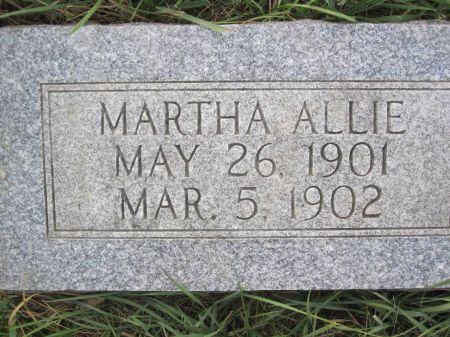 MARTHA ALLIE
MAY 26, 1901
MAR. 5, 1902